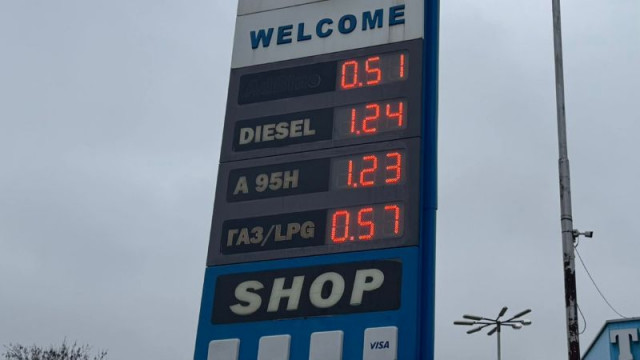 WELCOME
0.51
DIESEL 1.24
A 95H 1.23
ГАЗ/LPG 0.57
SHOP
VISA
T